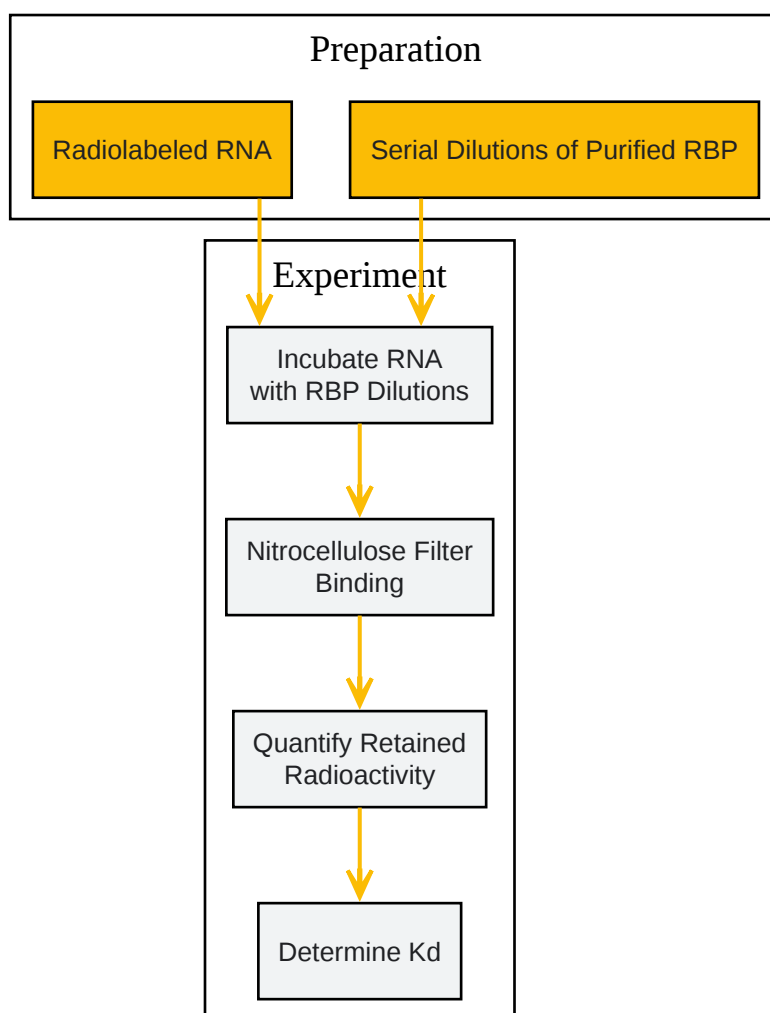 Preparation
Radiolabeled RNA
Serial Dilutions of Purified RBP
Experiment
Incubate RNA
with RBP Dilutions
Nitrocellulose Filter
Binding
Quantify Retained
Radioactivity
Determine Kd